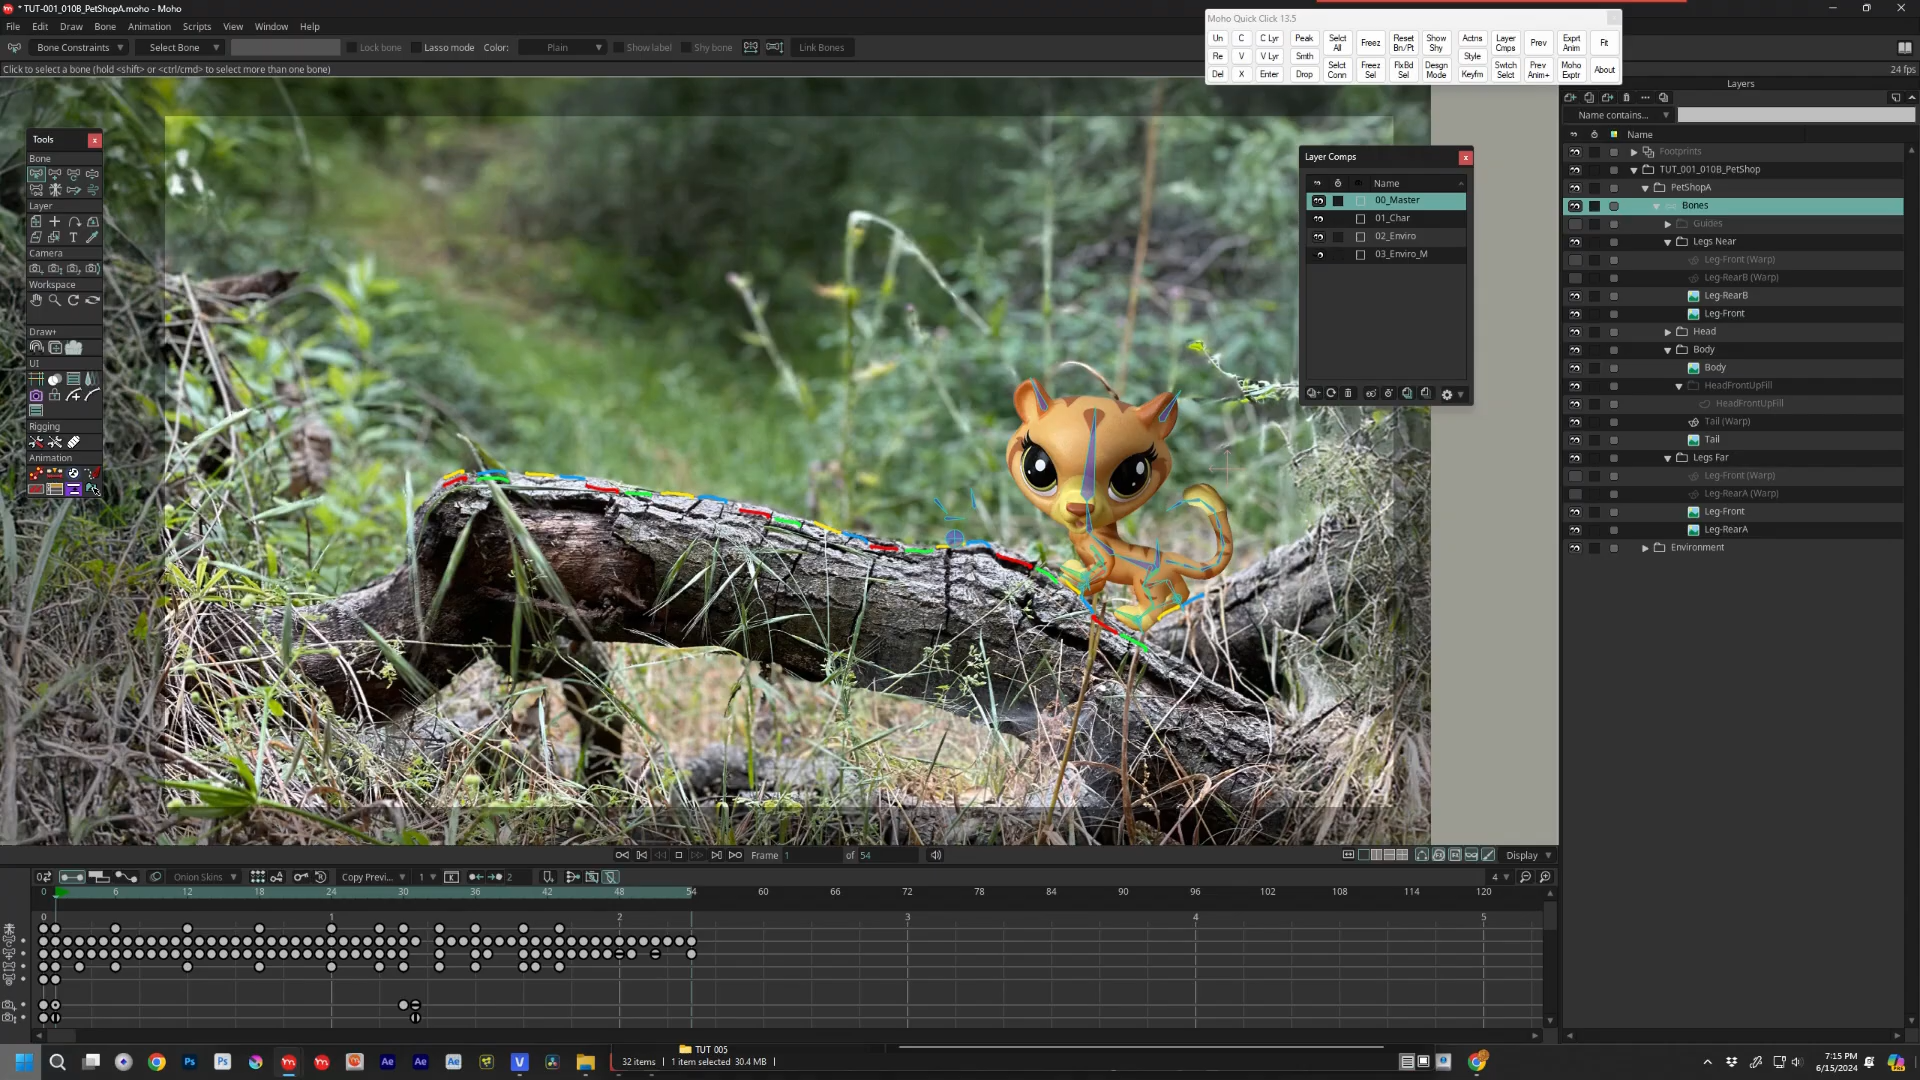 * TUT-001_010B_PetShopA.moho - Moho
File Edit Draw Bone Animation Scripts View Window Help
Bone Constraints Select Bone Lock bone Lasso mode Color: Plain Show label Shy bone Link Bones
Click to select a bone (hold <shift> or <ctrl/cmd> to select more than one bone)
24 fps
Moho Quick Click 13.5
Un C C Lyr Peak Selct All Freez Reset Bn/Pt Show Shy Actns Layer Cmps Prev Exprt Anim Fit
Re V V Lyr Smth Style
Del X Enter Drop Selct Conn Freez Sel FlxBd Sel Desgn Mode Keyfm Swtch Selct Prev Anim+ Moho Exptr About
Tools
Bone
Layer
Camera
Workspace
Draw+
UI
Rigging
Animation
Layer Comps
Name
00_Master
01_Char
02_Enviro
03_Enviro_M
Layers
Name contains...
Name
Footprints
TUT_001_010B_PetShop
PetShopA
Bones
Guides
Legs Near
Leg-Front (Warp)
Leg-RearB (Warp)
Leg-RearB
Leg-Front
Head
Body
Body
HeadFrontUpFill
HeadFrontUpFill
Tail (Warp)
Tail
Legs Far
Leg-Front (Warp)
Leg-RearA (Warp)
Leg-Front
Leg-RearA
Environment
Frame 1 of 54 Display
Onion Skins Copy Previ... 1 2 4
0 6 12 18 24 30 36 42 48 54 60 66 72 78 84 90 96 102 108 114 120
0 1 2 3 4 5
TUT 005
32 items 1 item selected 30.4 MB
7:15 PM
6/15/2024